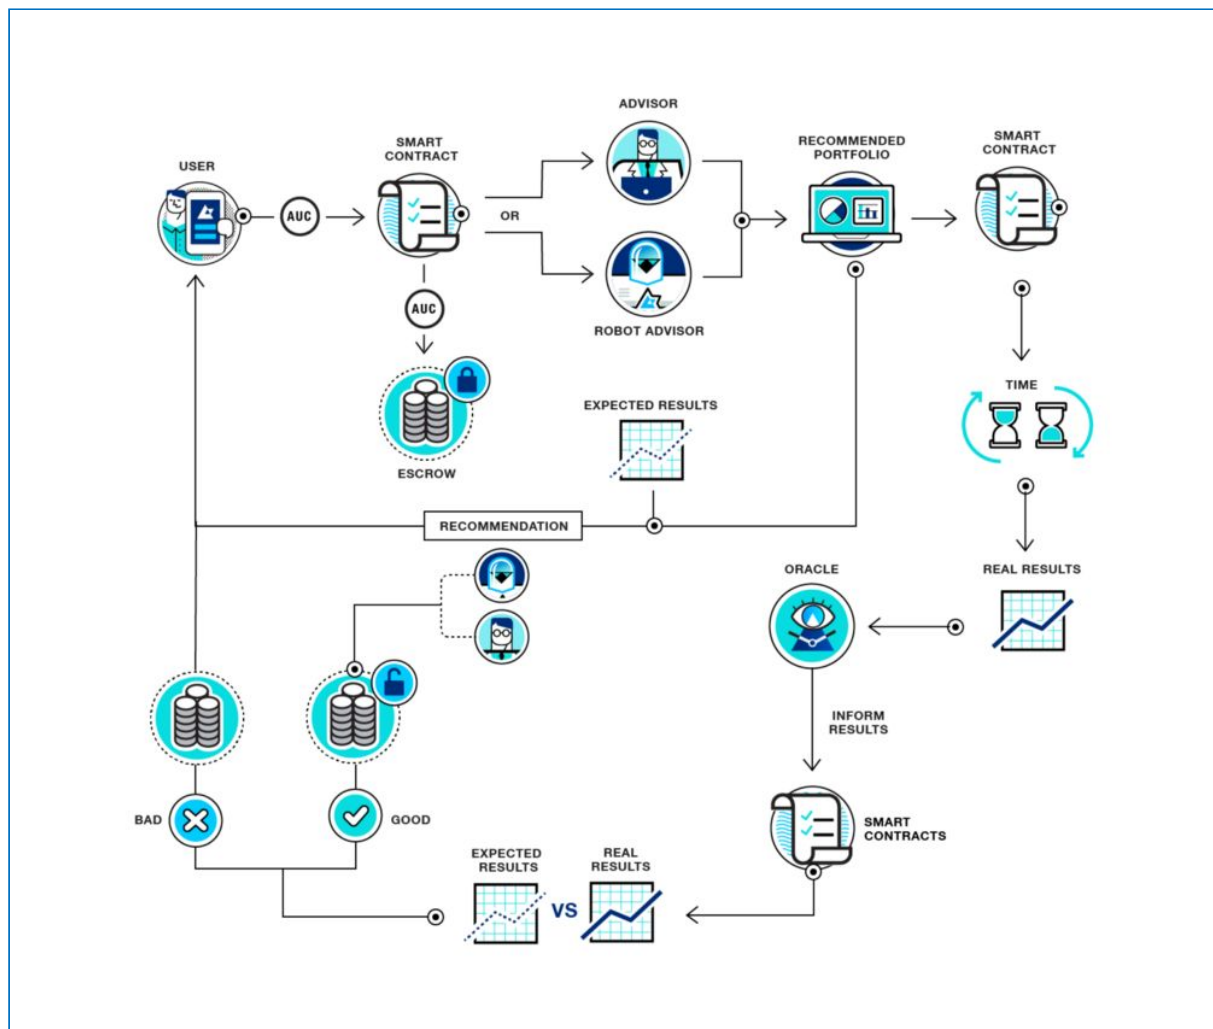 ADVISOR
SMART
CONTRACT
RECOMMENDED
PORTFOLIO
SMART
CONTRACT
USER
AUC
OR
AUC
ROBOT ADVISOR
TIME
EXPECTED RESULTS
ESCROW
RECOMMENDATION
ORACLE
REAL RESULTS
INFORM
RESULTS
BAD
GOOD
SMART
CONTRACTS
EXPECTED
RESULTS
VS
REAL
RESULTS